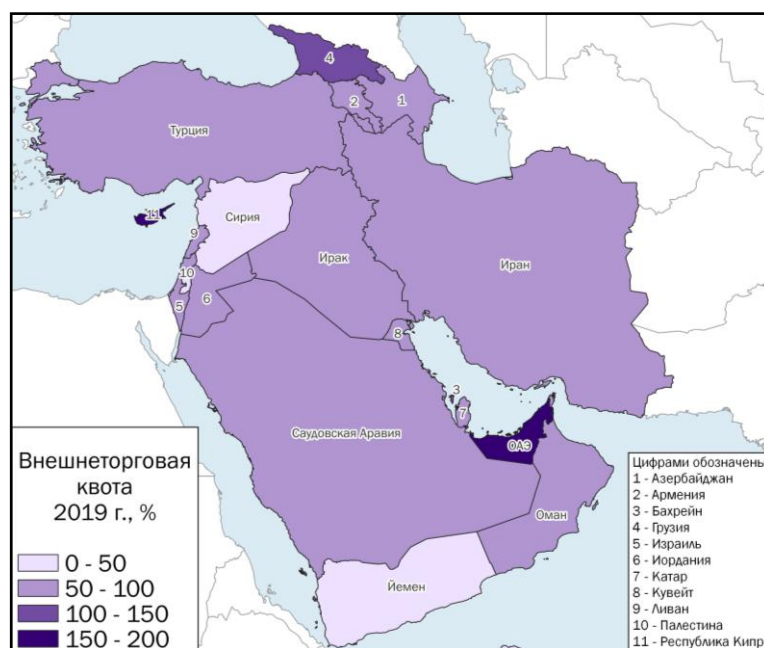 4
2
1
Турция
11
Сирия
9
Ирак
Иран
10
5
6
8
3
7
Саудовская Аравия
ОАЭ
Оман
Йемен
Внешнеторговая
квота
2019 г., %
0 - 50
50 - 100
100 - 150
150 - 200
Цифрами обозначены
1 - Азербайджан
2 - Армения
3 - Бахрейн
4 - Грузия
5 - Израиль
6 - Иордания
7 - Катар
8 - Кувейт
9 - Ливан
10 - Палестина
11 - Республика Кипр